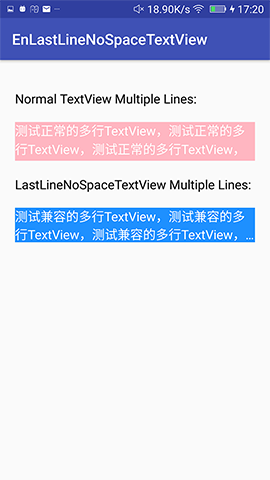 18.90K/s 17:20
EnLastLineNoSpaceTextView
Normal TextView Multiple Lines:
测试正常的多行TextView，测试正常的多
行TextView，测试正常的多行TextView，
LastLineNoSpaceTextView Multiple Lines:
测试兼容的多行TextView，测试兼容的多
行TextView，测试兼容的多行TextView，...